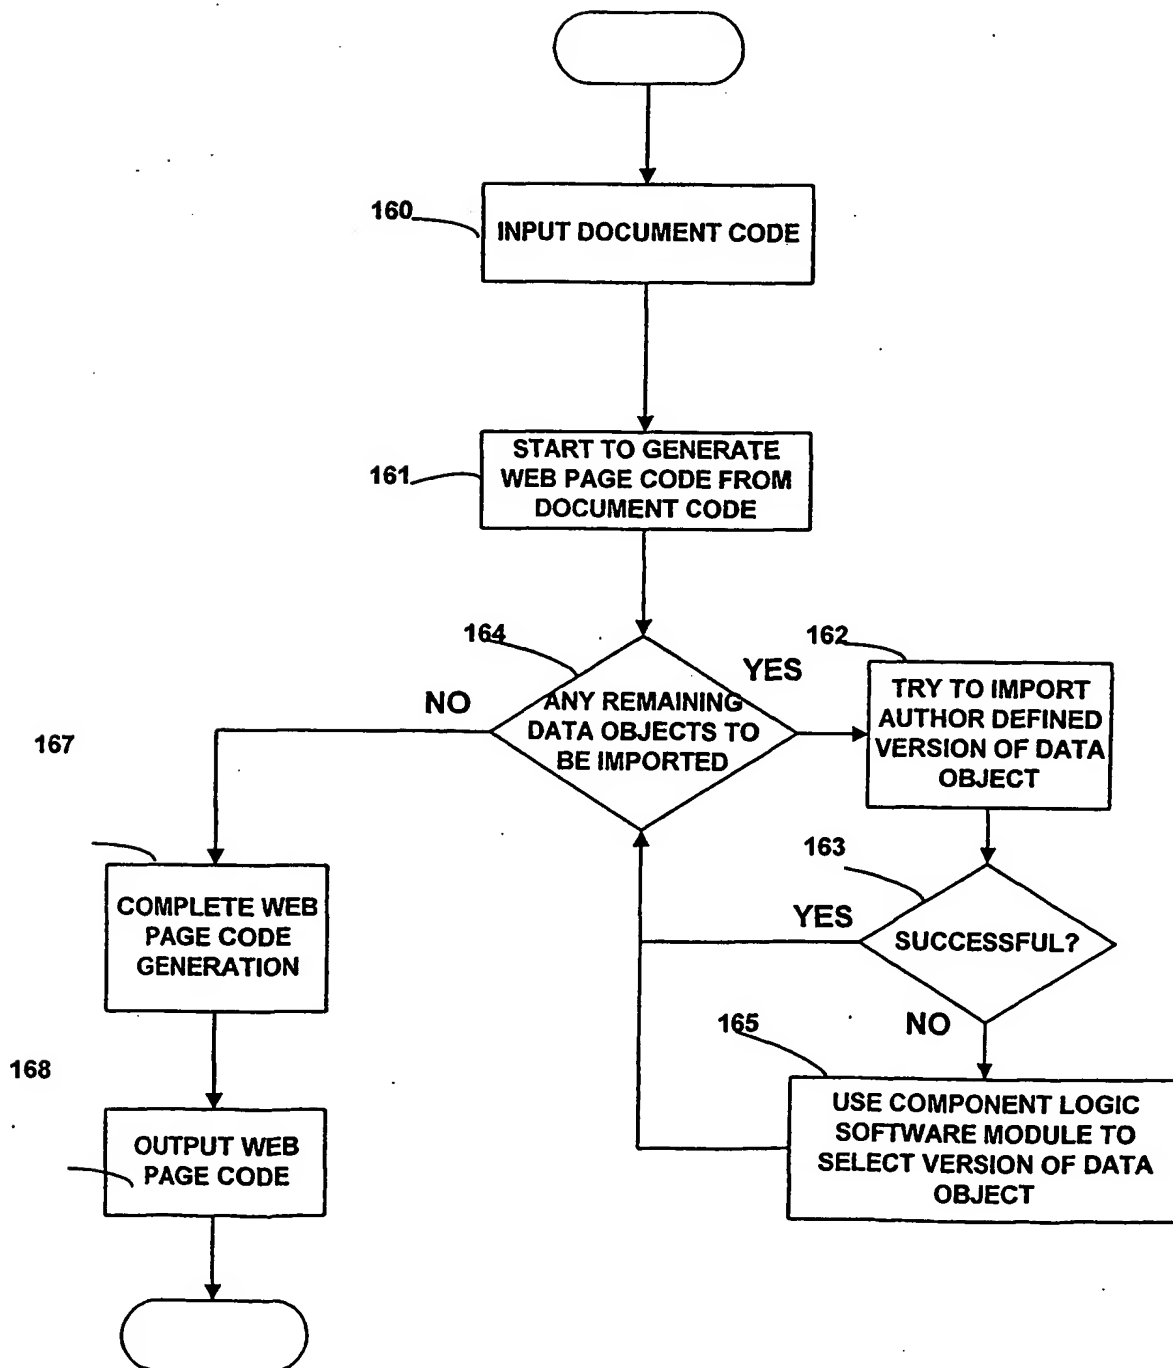 160
INPUT DOCUMENT CODE
161
START TO GENERATE
WEB PAGE CODE FROM
DOCUMENT CODE
164
ANY REMAINING
DATA OBJECTS TO
BE IMPORTED
NO
YES
162
TRY TO IMPORT
AUTHOR DEFINED
VERSION OF DATA
OBJECT
163
SUCCESSFUL?
YES
NO
165
USE COMPONENT LOGIC
SOFTWARE MODULE TO
SELECT VERSION OF DATA
OBJECT
167
COMPLETE WEB
PAGE CODE
GENERATION
168
OUTPUT WEB
PAGE CODE